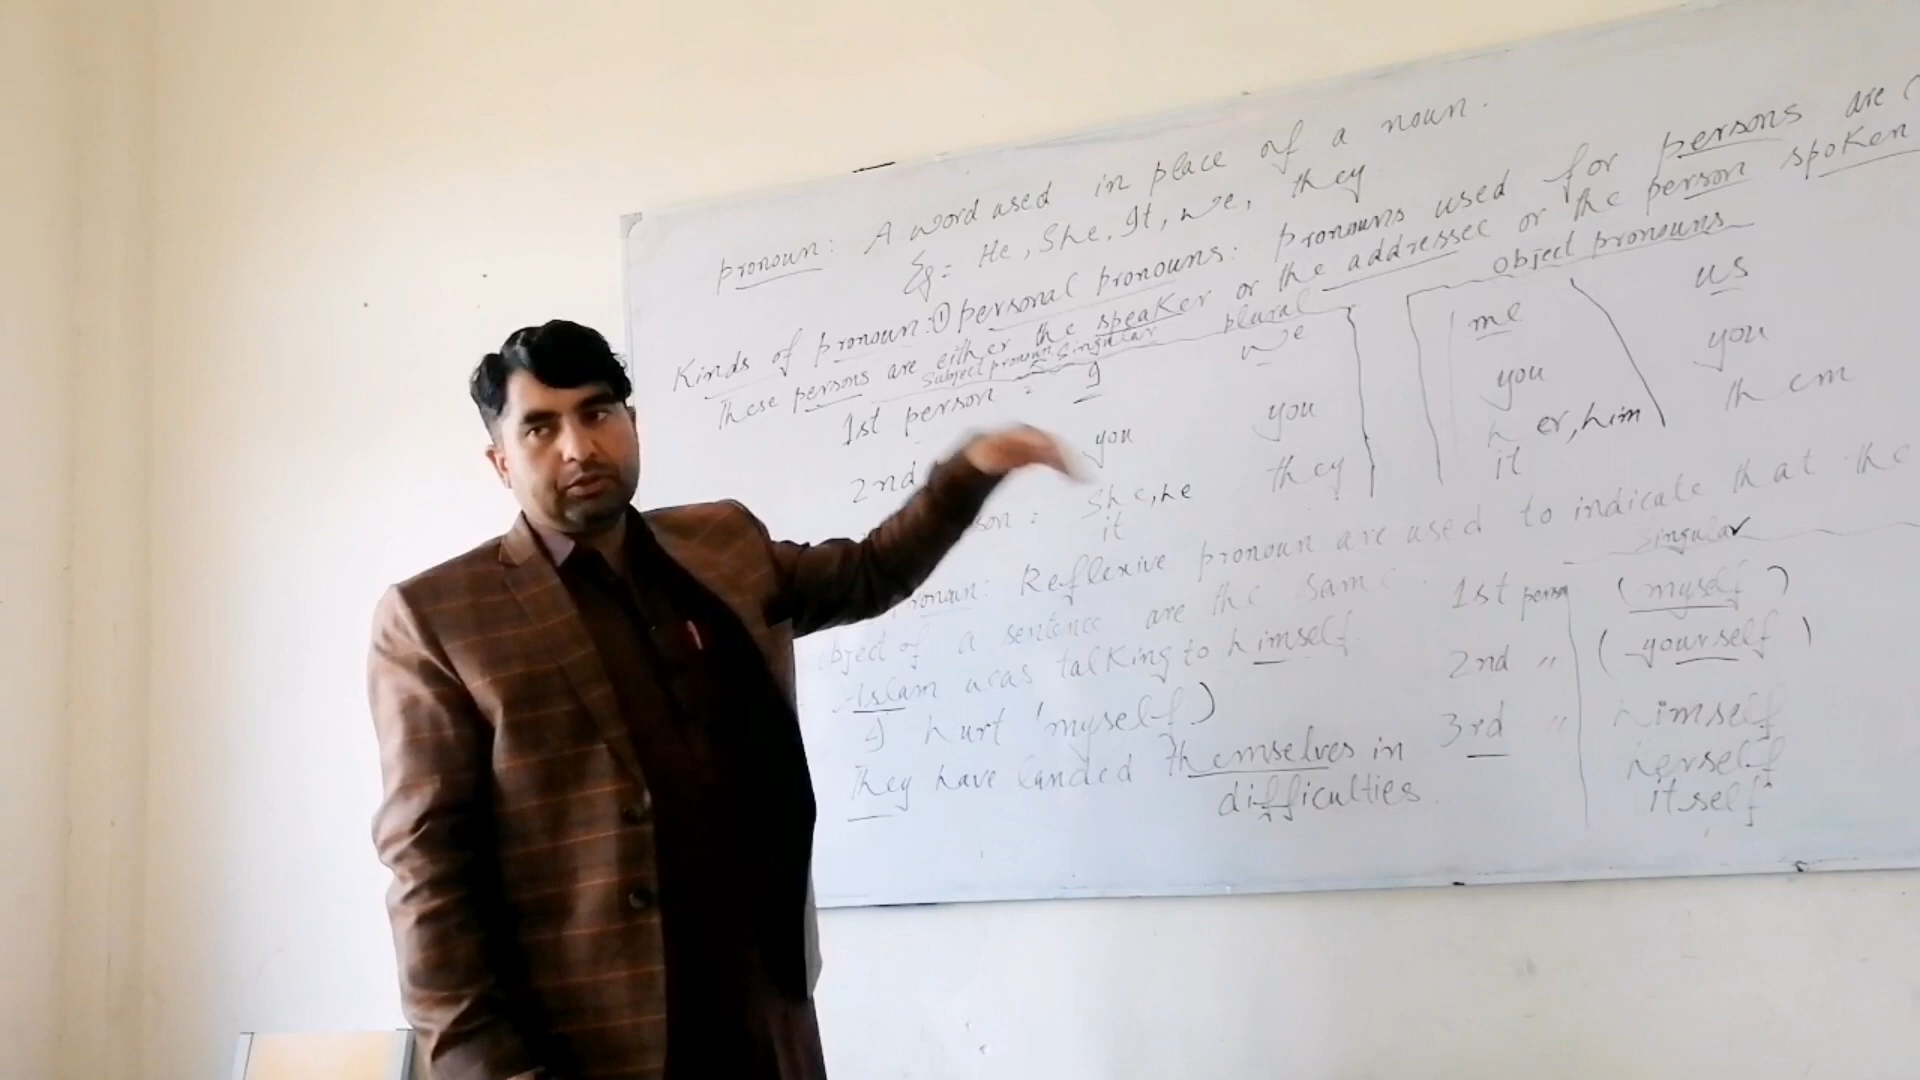 pronoun: A word used in place of a noun.
Eg= He, She, It, we, they
Kinds of pronoun: ① personal pronouns: pronouns used for persons are
These persons are either the speaker or the addressee or the person spoken
Subject pronoun Singular plural object pronouns
1st person = I we me us
2nd you you you you
son = She, he they her, him them
it it
pronoun: Reflexive pronoun are used to indicate that the
object of a sentence are the same singular
Aslam was talking to himself. 1st person (myself)
I hurt (myself) 2nd " (yourself)
They have landed themselves in 3rd " himself
difficulties. herself
itself